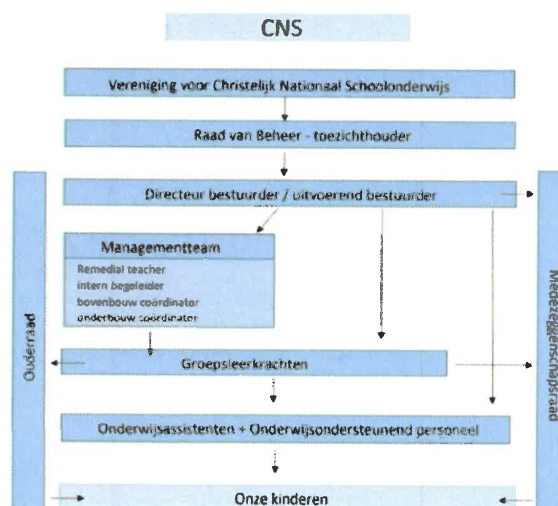 CNS
Vereniging voor Christelijk Nationaal Schoolonderwijs
Raad van Beheer - toezichthouder
Directeur bestuurder / uitvoerend bestuurder
Managementteam
Remedial teacher
intern begeleider
bovenbouw coördinator
onderbouw coördinator
Ouderraad
Medezeggenschapsraad
Groepsleerkrachten
Onderwijsassistenten + Onderwijsondersteunend personeel
Onze kinderen